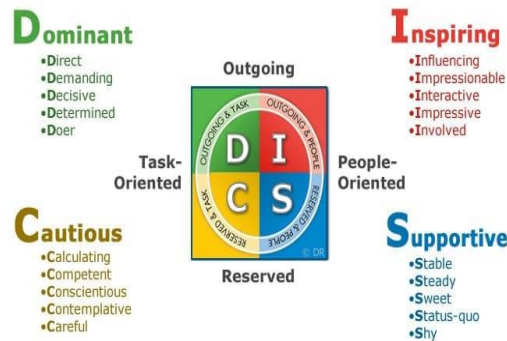 Dominant
•Direct
•Demanding
•Decisive
•Determined
•Doer
Inspiring
•Influencing
•Impressionable
•Interactive
•Impressive
•Involved
Outgoing
Task-
Oriented
OUTGOING & TASK
OUTGOING & PEOPLE
D I
C S
RESERVED & TASK
RESERVED & PEOPLE
© DR
People-
Oriented
Reserved
Cautious
•Calculating
•Competent
•Conscientious
•Contemplative
•Careful
Supportive
•Stable
•Steady
•Sweet
•Status-quo
•Shy